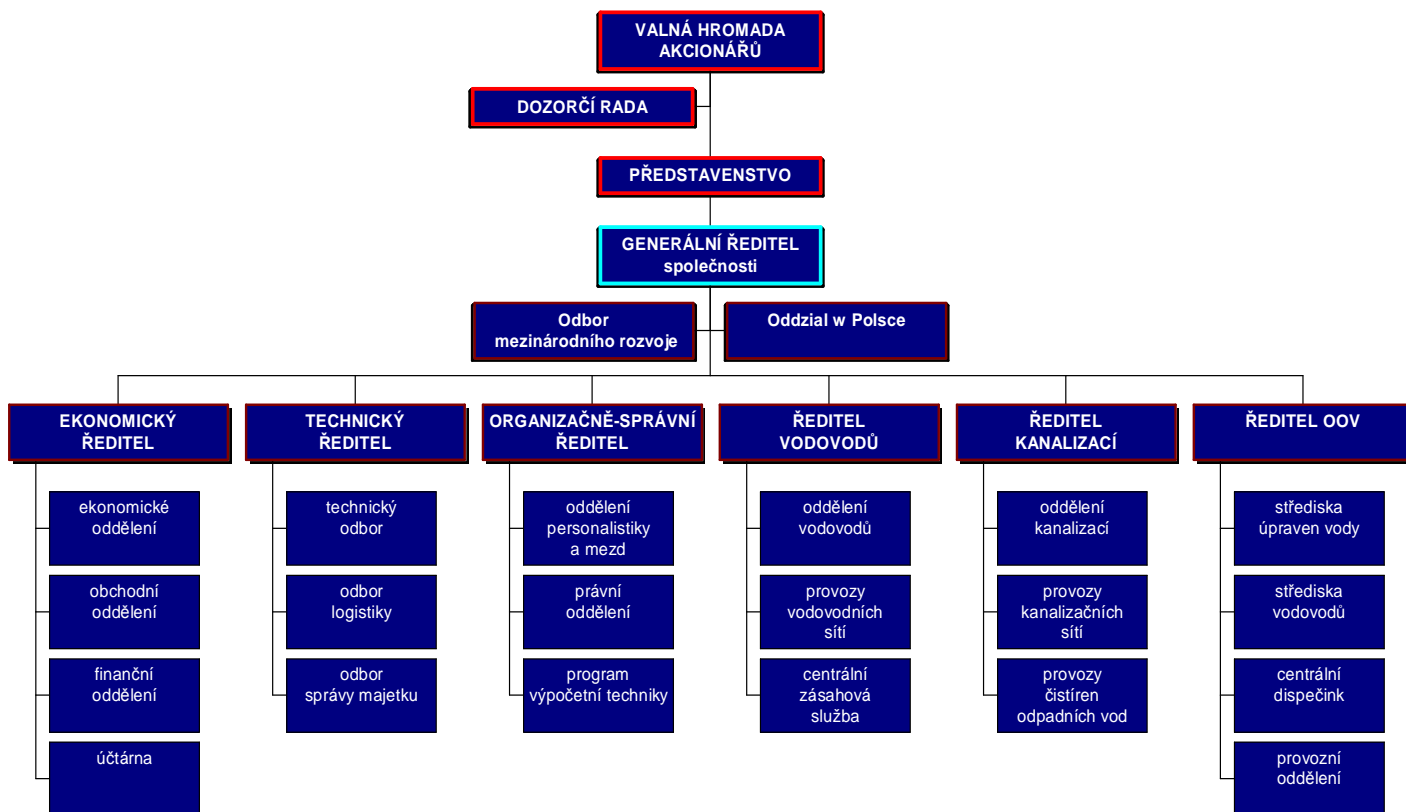 VALNÁ HROMADA
AKCIONÁŘŮ
DOZORČÍ RADA
PŘEDSTAVENSTVO
GENERÁLNÍ ŘEDITEL
společnosti
Odbor
mezinárodního rozvoje
Oddzial w Polsce
EKONOMICKÝ
ŘEDITEL
ekonomické
oddělení
obchodní
oddělení
finanční
oddělení
účtárna
TECHNICKÝ
ŘEDITEL
technický
odbor
odbor
logistiky
odbor
správy majetku
ORGANIZAČNĚ-SPRÁVNÍ
ŘEDITEL
oddělení
personalistiky
a mezd
právní
oddělení
program
výpočetní techniky
ŘEDITEL
VODOVODŮ
oddělení
vodovodů
provozy
vodovodních
sítí
centrální
zásahová
služba
ŘEDITEL
KANALIZACÍ
oddělení
kanalizací
provozy
kanalizačních
sítí
provozy
čistíren
odpadních vod
ŘEDITEL OOV
střediska
úpraven vody
střediska
vodovodů
centrální
dispečink
provozní
oddělení